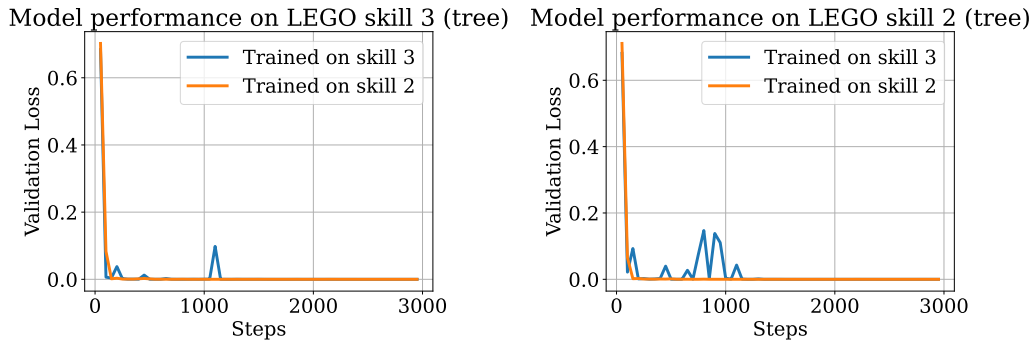 Model performance on LEGO skill 3 (tree)
Trained on skill 3
Trained on skill 2
Validation Loss
0.6
0.4
0.2
0.0
0
1000
2000
3000
Steps
Model performance on LEGO skill 2 (tree)
Trained on skill 3
Trained on skill 2
Validation Loss
0.6
0.4
0.2
0.0
0
1000
2000
3000
Steps